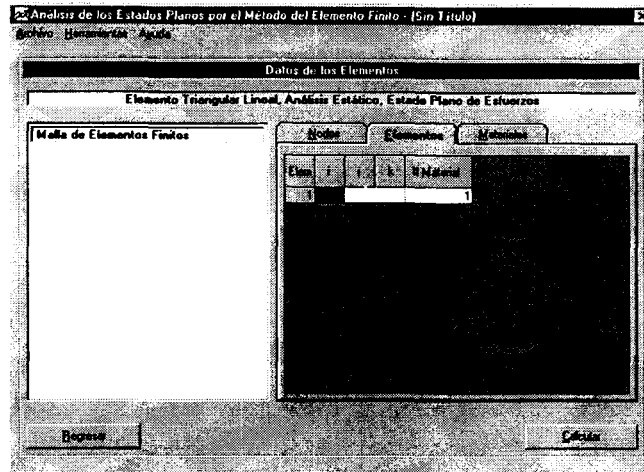 Análisis de los Estados Planos por el Método del Elemento Finito - (Sin Título)
Archivo Herramientas Ayuda
Datos de los Elementos
Elemento Triangular Lineal, Análisis Estático, Estado Plano de Esfuerzos
Malla de Elementos Finitos
Nodos Elementos Materiales
Elem i j k # Material
1 1
Regresar Calcular